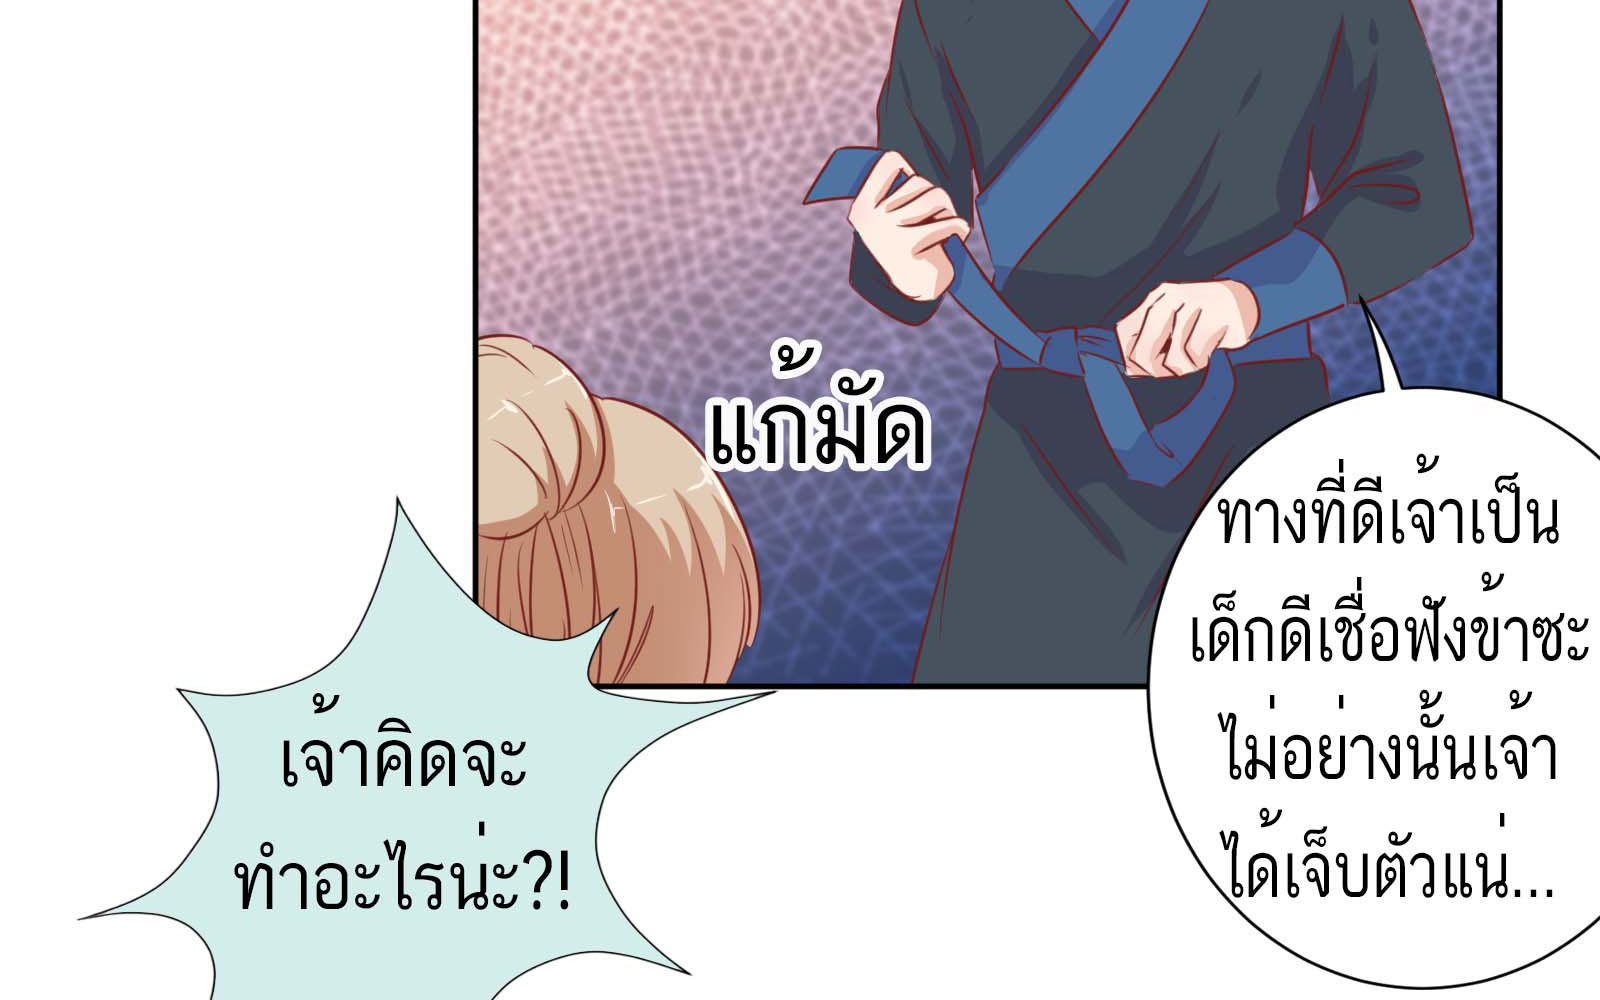 แก้มัด
ทางที่ดีเจ้าเป็น
เด็กดีเชื่อฟังข้าซะ
ไม่อย่างนั้นเจ้า
ได้เจ็บตัวแน่...
เจ้าคิดจะ
ทำอะไรน่ะ?!